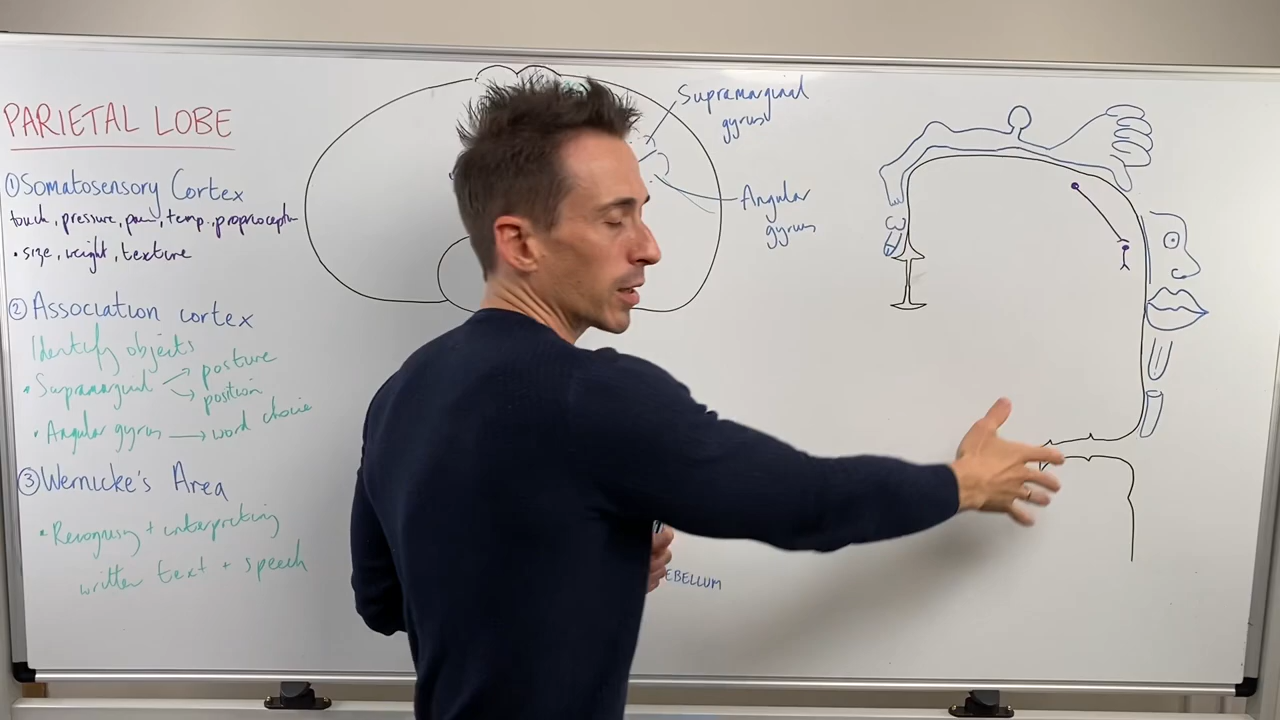 PARIETAL LOBE
① Somatosensory Cortex
touch, pressure, pain, temp., propriocepth
• size, weight, texture
② Association cortex
Identify objects
• Supramarginal → posture
→ position
• Angular gyrus → word choice
③ Wernicke's Area
• Recognising + interpreting
written text + speech
Supramarginal
gyrus
Angular
gyrus
EBELLUM